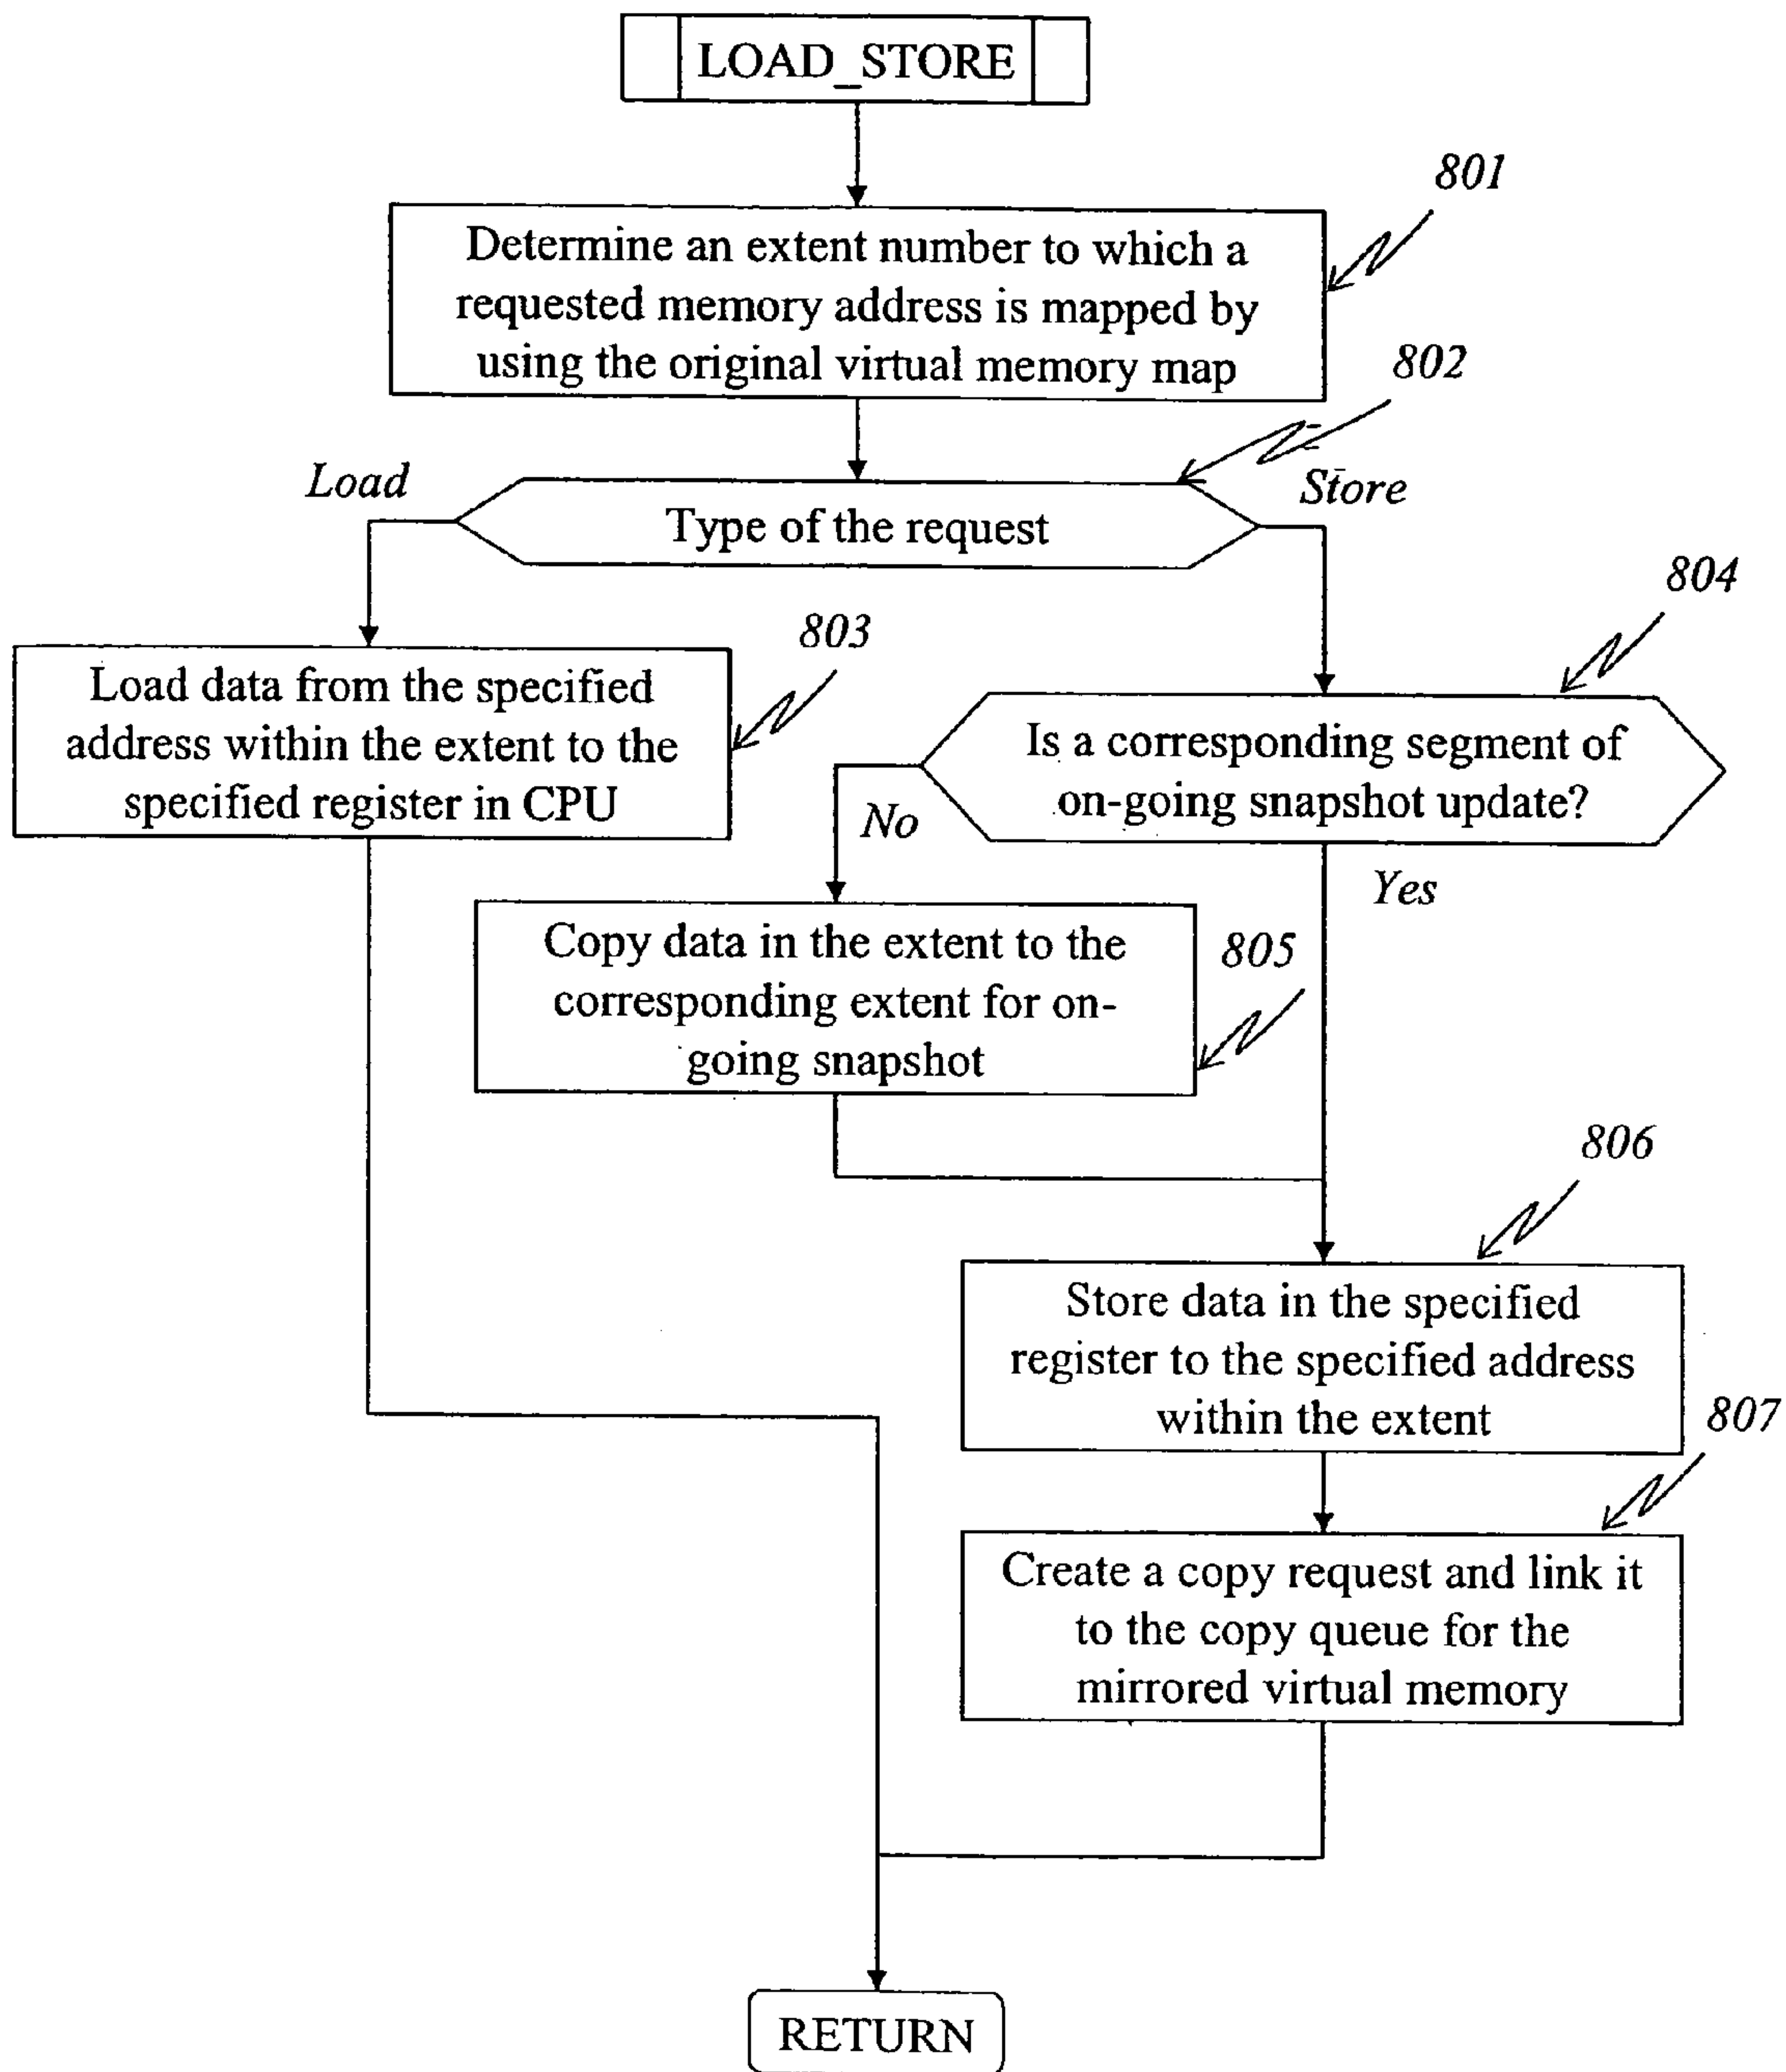 LOAD_STORE
801
Determine an extent number to which a
requested memory address is mapped by
using the original virtual memory map
802
Load
Store
Type of the request
804
803
Load data from the specified
address within the extent to the
specified register in CPU
Is a corresponding segment of
on-going snapshot update?
No
Yes
Copy data in the extent to the
corresponding extent for on-
going snapshot
805
806
Store data in the specified
register to the specified address
within the extent
807
Create a copy request and link it
to the copy queue for the
mirrored virtual memory
RETURN